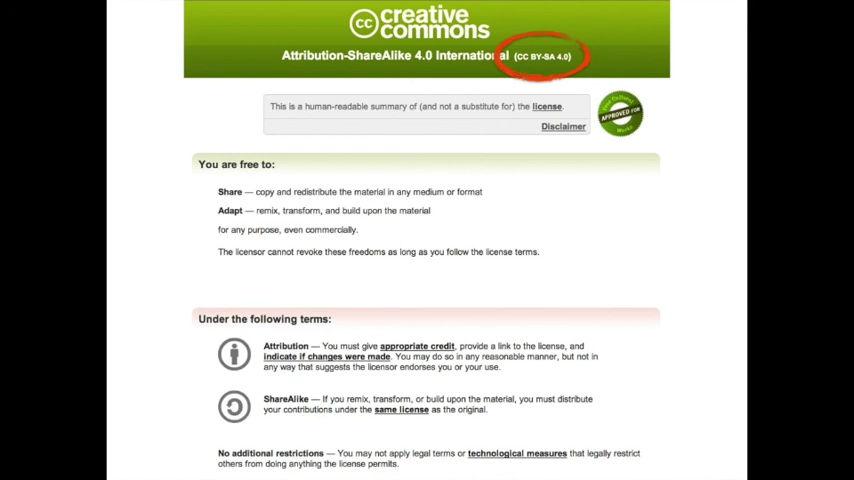 cc creative commons
Attribution-ShareAlike 4.0 International (CC BY-SA 4.0)
This is a human-readable summary of (and not a substitute for) the license.
Disclaimer
APPROVED FOR
You are free to:
Share — copy and redistribute the material in any medium or format
Adapt — remix, transform, and build upon the material
for any purpose, even commercially.
The licensor cannot revoke these freedoms as long as you follow the license terms.
Under the following terms:
Attribution — You must give appropriate credit, provide a link to the license, and
indicate if changes were made. You may do so in any reasonable manner, but not in
any way that suggests the licensor endorses you or your use.
ShareAlike — If you remix, transform, or build upon the material, you must distribute
your contributions under the same license as the original.
No additional restrictions — You may not apply legal terms or technological measures that legally restrict
others from doing anything the license permits.